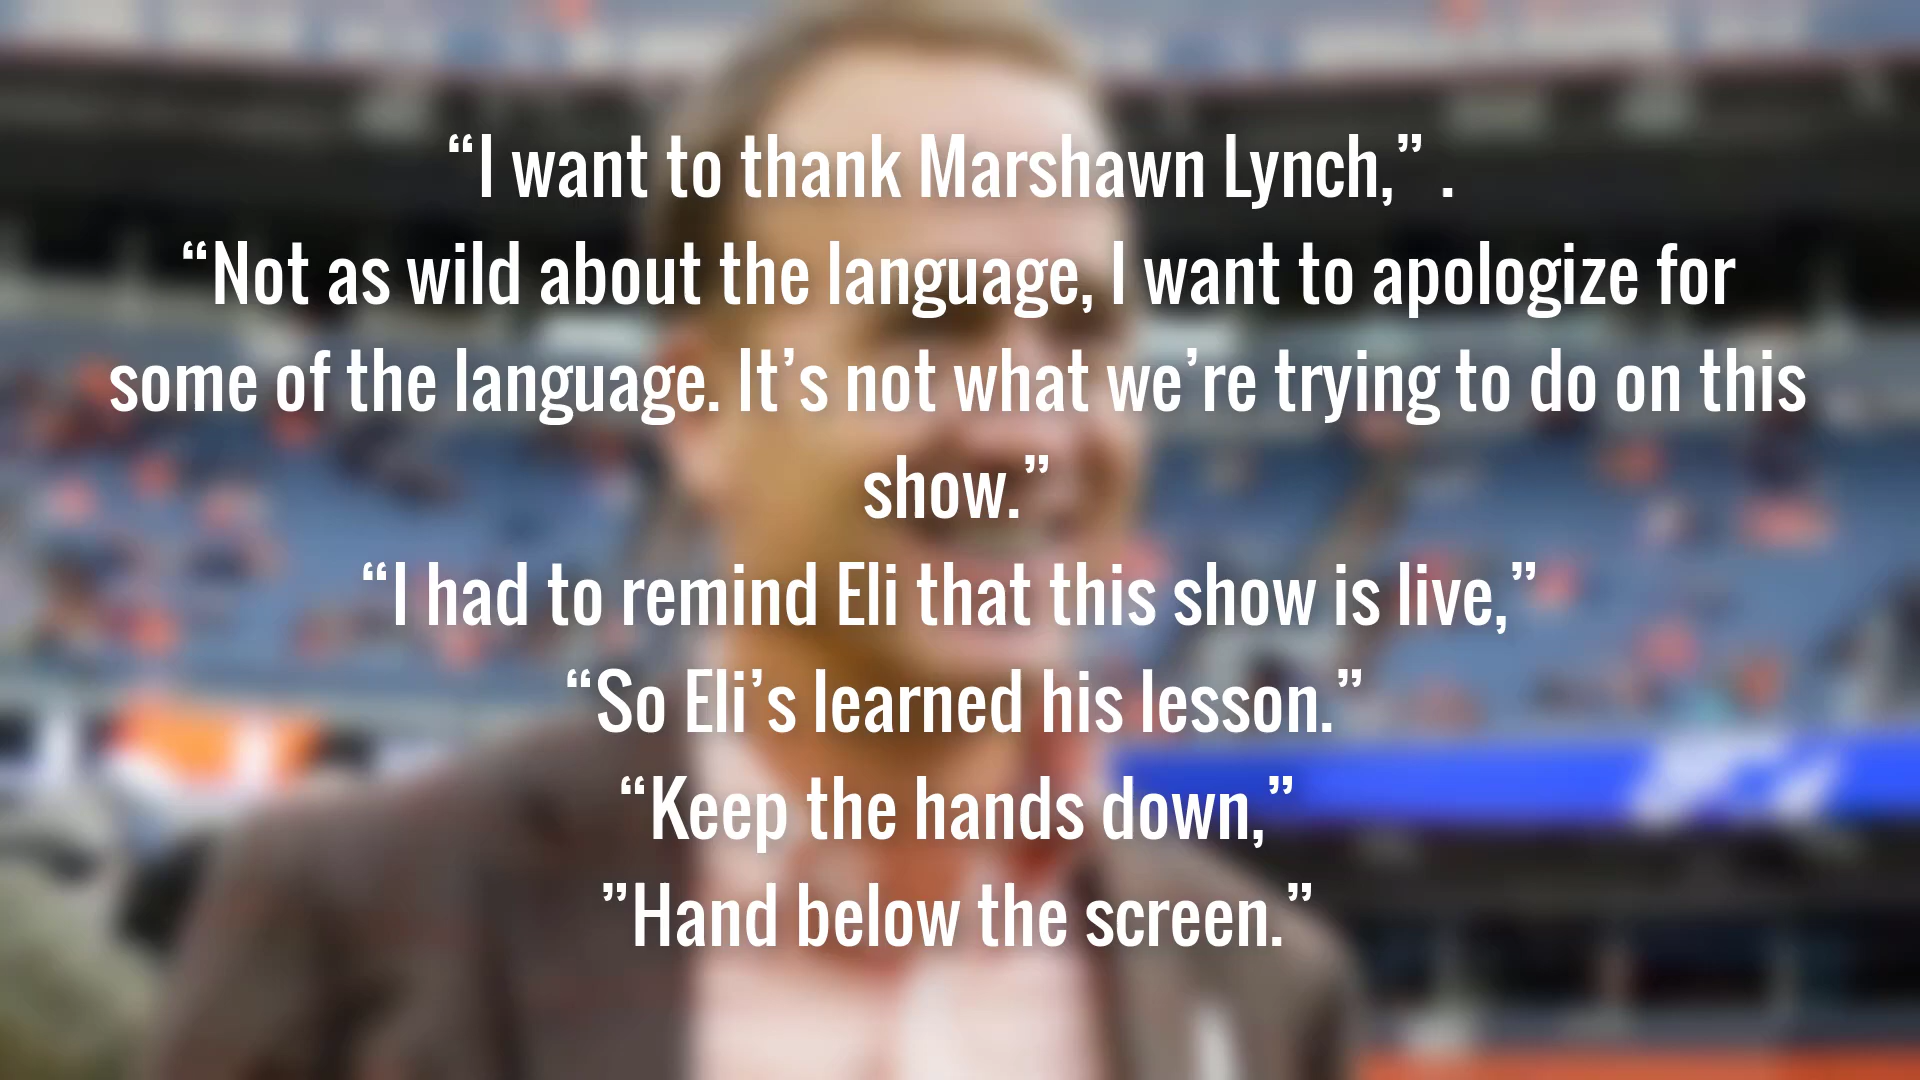 “I want to thank Marshawn Lynch,” .
“Not as wild about the language, I want to apologize for
some of the language. It’s not what we’re trying to do on this
show.”
“I had to remind Eli that this show is live,”
“So Eli’s learned his lesson.”
“Keep the hands down,”
”Hand below the screen.”